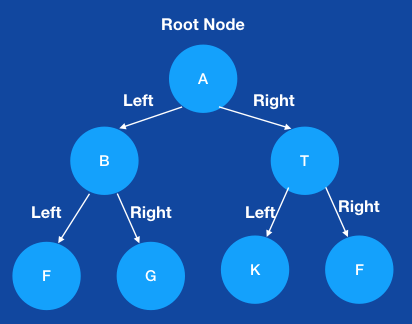 Root Node
A
Left Right
B T
Left Right Left Right
F G K F